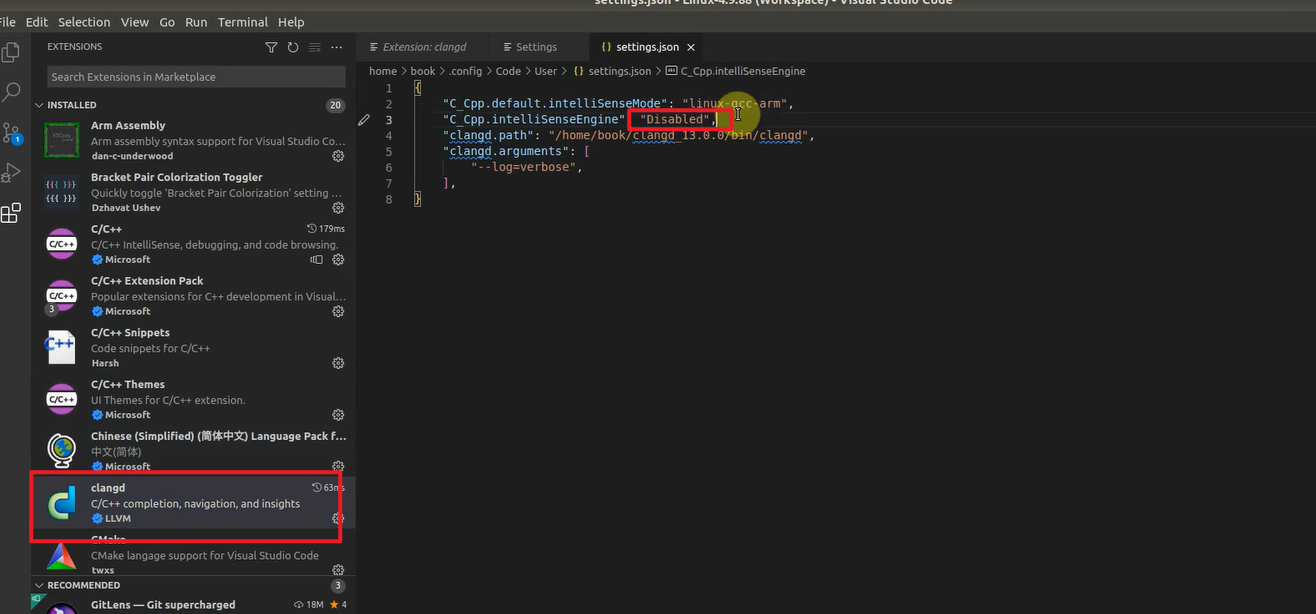 settings.json - Linux-4.9.88 (Workspace) - Visual Studio Code
File Edit Selection View Go Run Terminal Help
EXTENSIONS
Search Extensions in Marketplace
INSTALLED 20
Arm Assembly
Arm assembly syntax support for Visual Studio Co...
dan-c-underwood
Bracket Pair Colorization Toggler
Quickly toggle 'Bracket Pair Colorization' setting ...
Dzhavat Ushev
C/C++ 179ms
C/C++ IntelliSense, debugging, and code browsing.
Microsoft
C/C++ Extension Pack
Popular extensions for C++ development in Visual...
3 Microsoft
C/C++ Snippets
Code snippets for C/C++
Harsh
C/C++ Themes
UI Themes for C/C++ extension.
Microsoft
Chinese (Simplified) (简体中文) Language Pack f...
中文(简体)
Microsoft
clangd 63ms
C/C++ completion, navigation, and insights
LLVM
CMake
CMake langage support for Visual Studio Code
twxs
RECOMMENDED 3
GitLens — Git supercharged 18M 4
1
Extension: clangd Settings {} settings.json
home > book > .config > Code > User > {} settings.json > C_Cpp.intelliSenseEngine
1 {
2 "C_Cpp.default.intelliSenseMode": "linux-gcc-arm",
3 "C_Cpp.intelliSenseEngine" "Disabled",
4 "clangd.path": "/home/book/clangd_13.0.0/bin/clangd",
5 "clangd.arguments": [
6 "--log=verbose",
7 ],
8 }